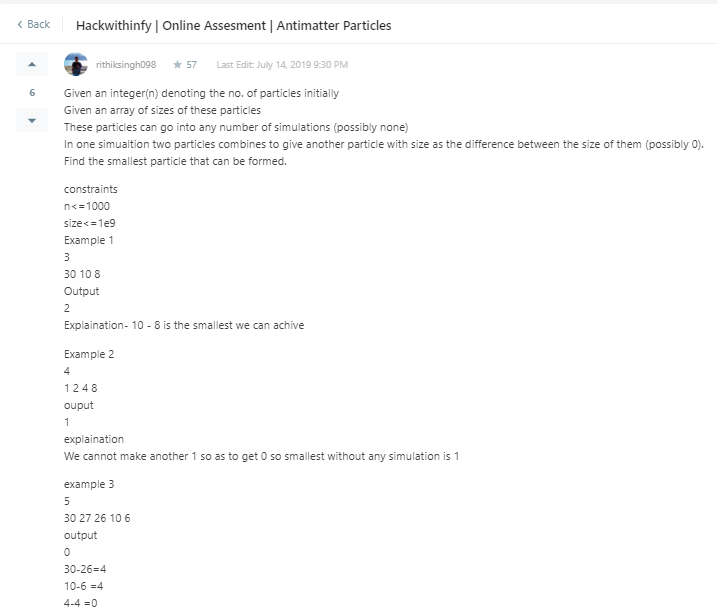 Back
Hackwithinfy | Online Assesment | Antimatter Particles
rithiksingh098 ★ 57 Last Edit: July 14, 2019 9:30 PM
6
Given an integer(n) denoting the no. of particles initially
Given an array of sizes of these particles
These particles can go into any number of simulations (possibly none)
In one simualtion two particles combines to give another particle with size as the difference between the size of them (possibly 0).
Find the smallest particle that can be formed.
constraints
n<=1000
size<=1e9
Example 1
3
30 10 8
Output
2
Explaination- 10 - 8 is the smallest we can achive
Example 2
4
1 2 4 8
ouput
1
explaination
We cannot make another 1 so as to get 0 so smallest without any simulation is 1
example 3
5
30 27 26 10 6
output
0
30-26=4
10-6 =4
4-4 =0